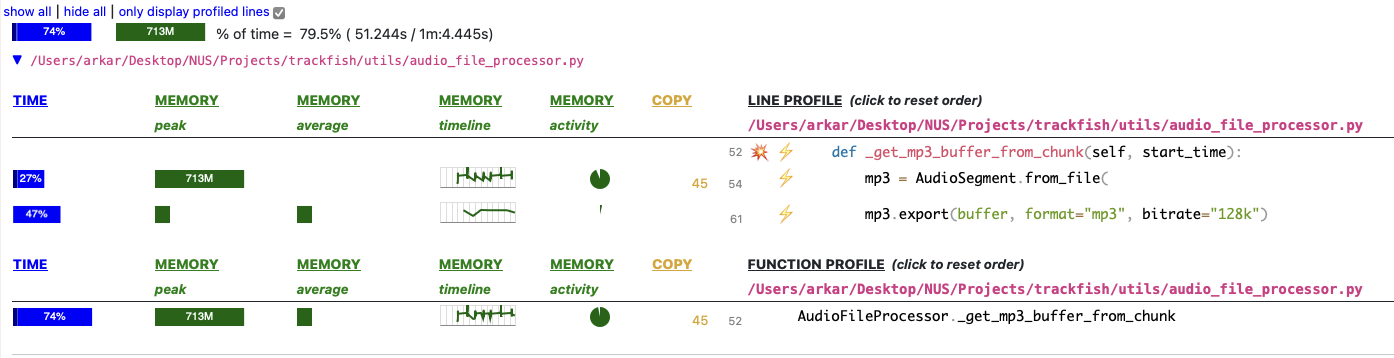 show all | hide all | only display profiled lines
74% 713M % of time = 79.5% ( 51.244s / 1m:4.445s)
▼ /Users/arkar/Desktop/NUS/Projects/trackfish/utils/audio_file_processor.py
TIME MEMORY MEMORY MEMORY MEMORY COPY LINE PROFILE (click to reset order)
peak average timeline activity /Users/arkar/Desktop/NUS/Projects/trackfish/utils/audio_file_processor.py
52 💥 ⚡ def _get_mp3_buffer_from_chunk(self, start_time):
27% 713M 45 54 ⚡ mp3 = AudioSegment.from_file(
47% 61 ⚡ mp3.export(buffer, format="mp3", bitrate="128k")
TIME MEMORY MEMORY MEMORY MEMORY COPY FUNCTION PROFILE (click to reset order)
peak average timeline activity /Users/arkar/Desktop/NUS/Projects/trackfish/utils/audio_file_processor.py
74% 713M 45 52 AudioFileProcessor._get_mp3_buffer_from_chunk